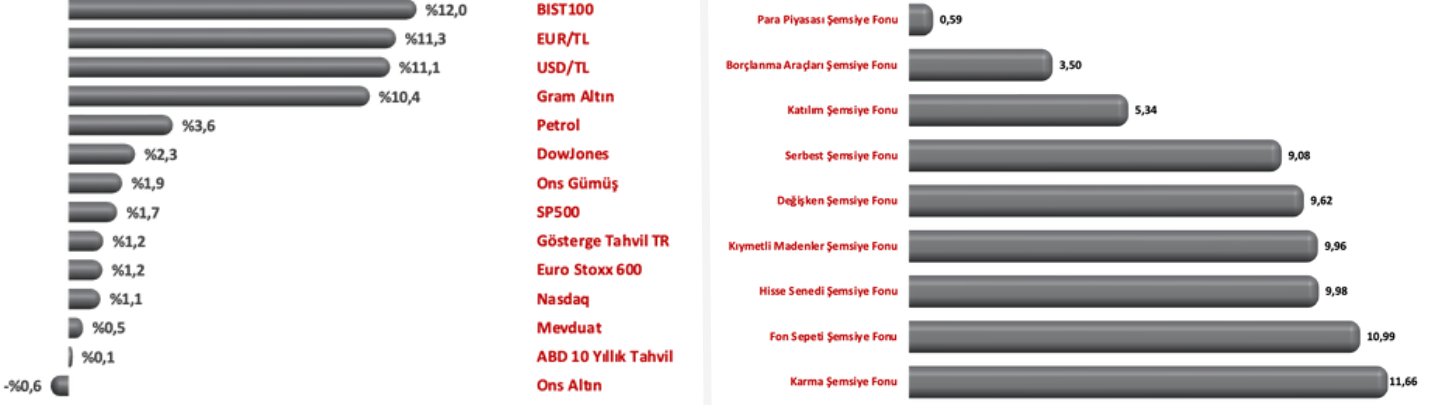 %12,0 BIST100
%11,3 EUR/TL
%11,1 USD/TL
%10,4 Gram Altın
%3,6 Petrol
%2,3 DowJones
%1,9 Ons Gümüş
%1,7 SP500
%1,2 Gösterge Tahvil TR
%1,2 Euro Stoxx 600
%1,1 Nasdaq
%0,5 Mevduat
%0,1 ABD 10 Yıllık Tahvil
-%0,6 Ons Altın
Para Piyasası Şemsiye Fonu 0,59
Borçlanma Araçları Şemsiye Fonu 3,50
Katılım Şemsiye Fonu 5,34
Serbest Şemsiye Fonu 9,08
Değişken Şemsiye Fonu 9,62
Kıymetli Madenler Şemsiye Fonu 9,96
Hisse Senedi Şemsiye Fonu 9,98
Fon Sepeti Şemsiye Fonu 10,99
Karma Şemsiye Fonu 11,66